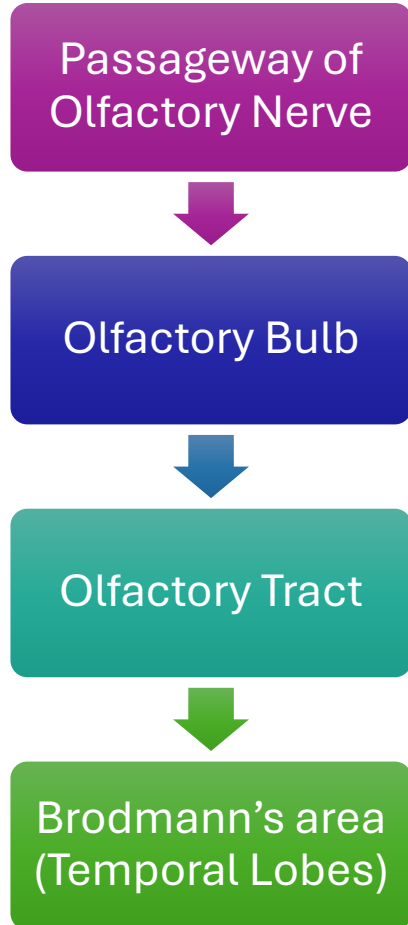 Passageway of
Olfactory Nerve
Olfactory Bulb
Olfactory Tract
Brodmann’s area
(Temporal Lobes)